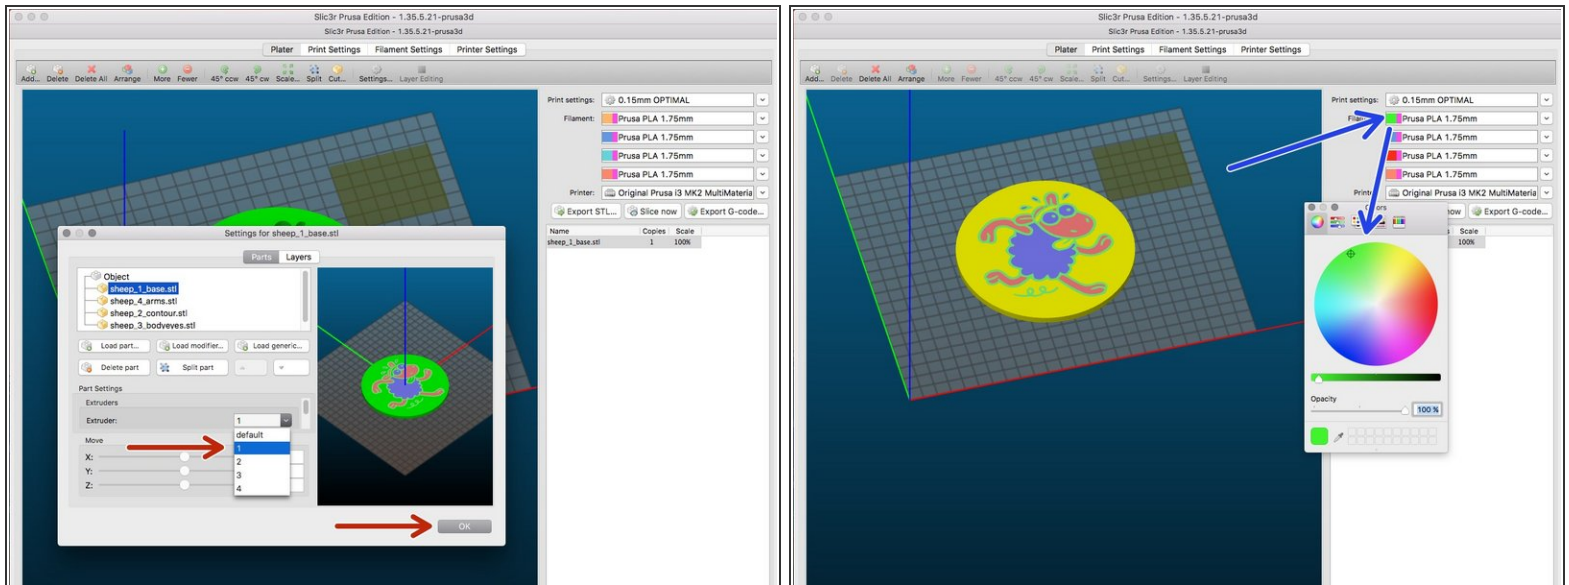 Slic3r Prusa Edition - 1.35.5.21-prusa3d
Slic3r Prusa Edition - 1.35.5.21-prusa3d
Plater Print Settings Filament Settings Printer Settings
Add... Delete Delete All Arrange More Fewer 45° ccw 45° cw Scale... Split Cut... Settings... Layer Editing
Print settings: 0.15mm OPTIMAL
Filament: Prusa PLA 1.75mm
Prusa PLA 1.75mm
Prusa PLA 1.75mm
Prusa PLA 1.75mm
Printer: Original Prusa i3 MK2 MultiMateria
Export STL... Slice now Export G-code...
Name Copies Scale
sheep_1_base.stl 1 100%
Settings for sheep_1_base.stl
Parts Layers
Object
sheep_1_base.stl
sheep_4_arms.stl
sheep_2_contour.stl
sheep_3_bodyeyes.stl
Load part... Load modifier... Load generic...
Delete part Split part
Part Settings
Extruders
Extruder: 1
default
1
2
3
4
Move
X:
Y:
Z:
OK
Slic3r Prusa Edition - 1.35.5.21-prusa3d
Slic3r Prusa Edition - 1.35.5.21-prusa3d
Plater Print Settings Filament Settings Printer Settings
Add... Delete Delete All Arrange More Fewer 45° ccw 45° cw Scale... Split Cut... Settings... Layer Editing
Print settings: 0.15mm OPTIMAL
Prusa PLA 1.75mm
Prusa PLA 1.75mm
Prusa PLA 1.75mm
Prusa PLA 1.75mm
Original Prusa i3 MK2 MultiMateria
Export G-code...
Scale
100%
Opacity
100 %